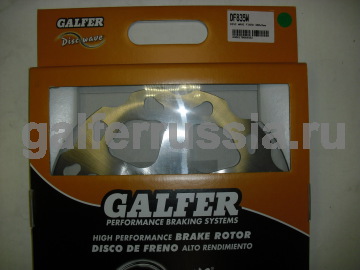 GALFER
Disc wave
DF835W
galferrussia.ru
GALFER
PERFORMANCE BRAKING SYSTEMS
HIGH PERFORMANCE BRAKE ROTOR
DISCO DE FRENO ALTO RENDIMIENTO